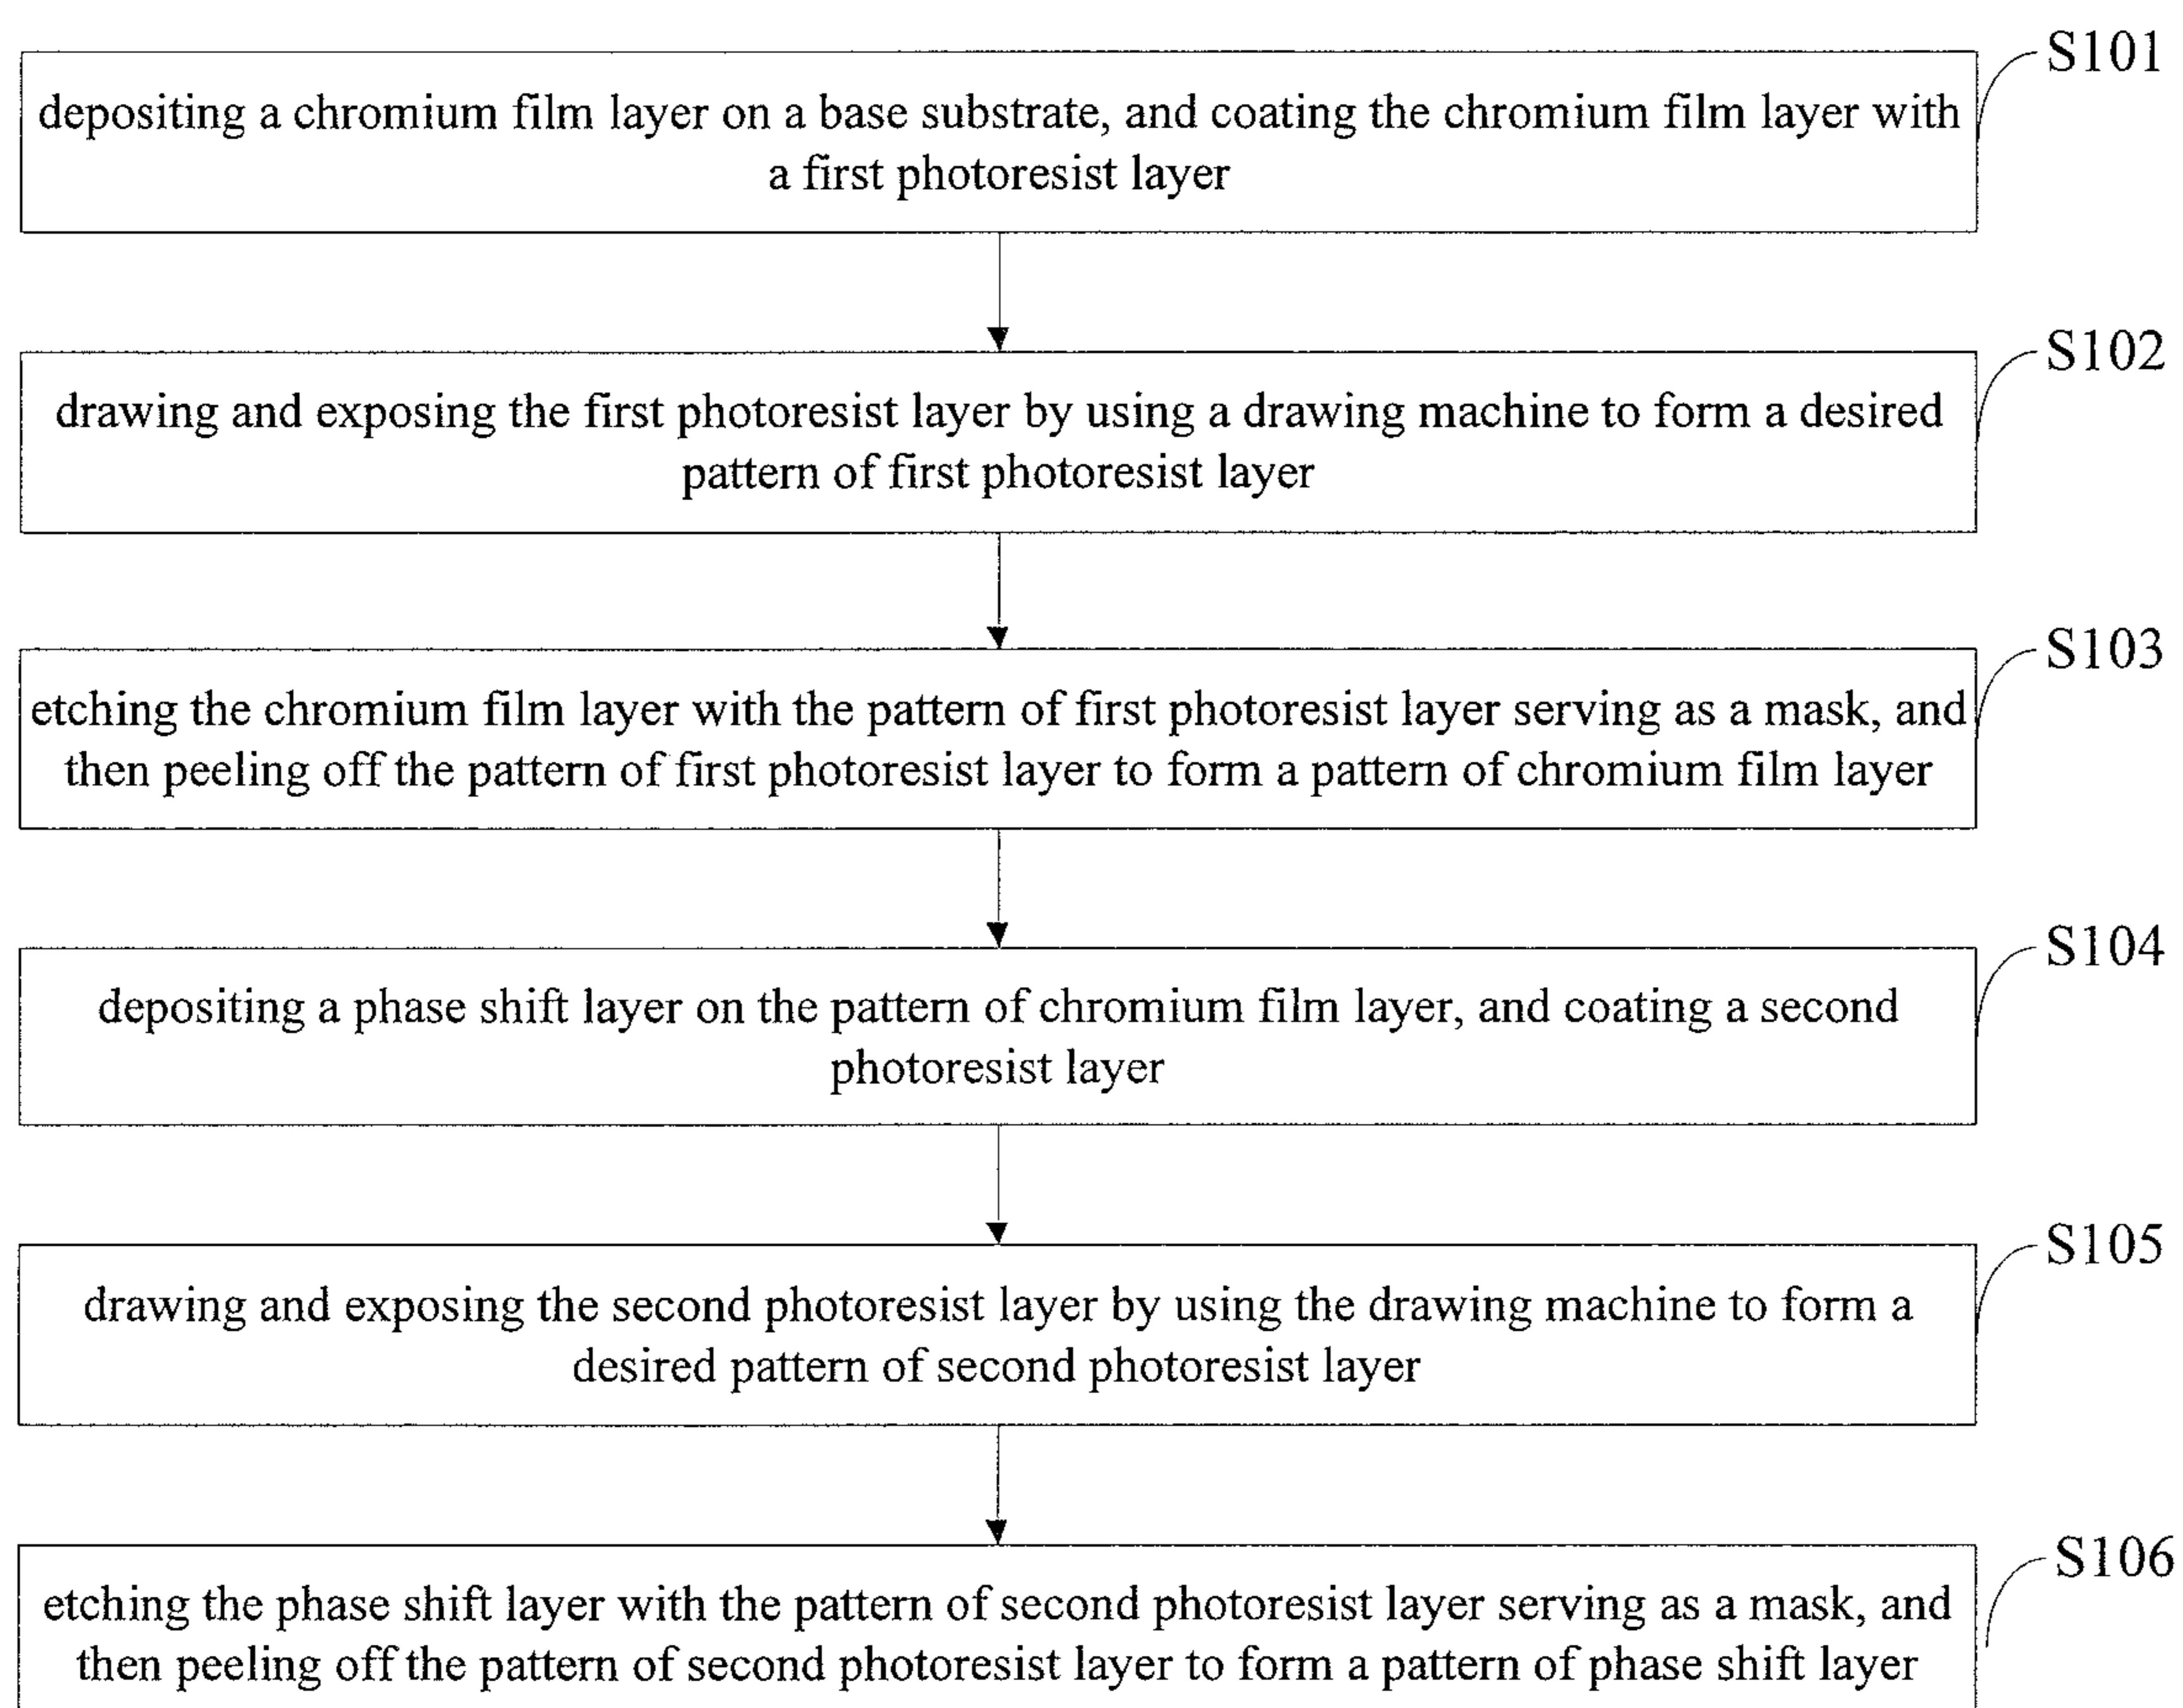 S101
depositing a chromium film layer on a base substrate, and coating the chromium film layer with
a first photoresist layer
S102
drawing and exposing the first photoresist layer by using a drawing machine to form a desired
pattern of first photoresist layer
S103
etching the chromium film layer with the pattern of first photoresist layer serving as a mask, and
then peeling off the pattern of first photoresist layer to form a pattern of chromium film layer
S104
depositing a phase shift layer on the pattern of chromium film layer, and coating a second
photoresist layer
S105
drawing and exposing the second photoresist layer by using the drawing machine to form a
desired pattern of second photoresist layer
S106
etching the phase shift layer with the pattern of second photoresist layer serving as a mask, and
then peeling off the pattern of second photoresist layer to form a pattern of phase shift layer